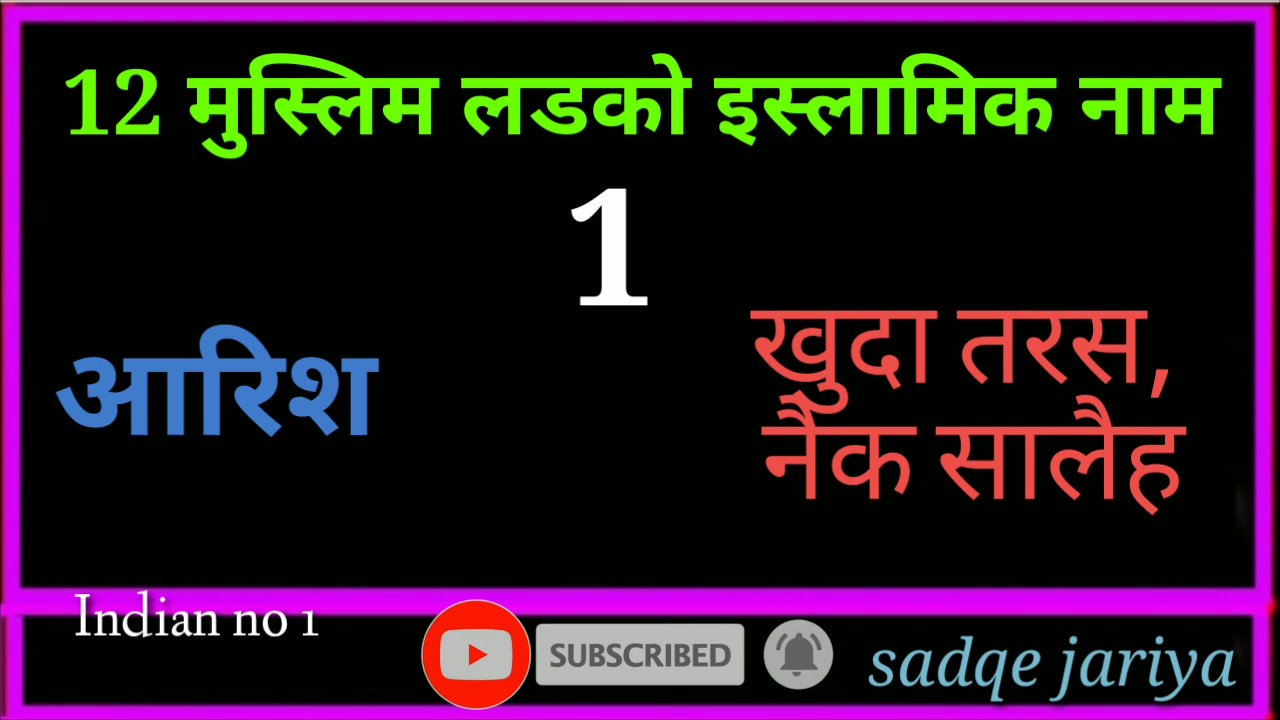 12 मुस्लिम लडको इस्लामिक नाम
1
आरिश
खुदा तरस,
नैक सालैह
Indian no 1
SUBSCRIBED
sadqe jariya